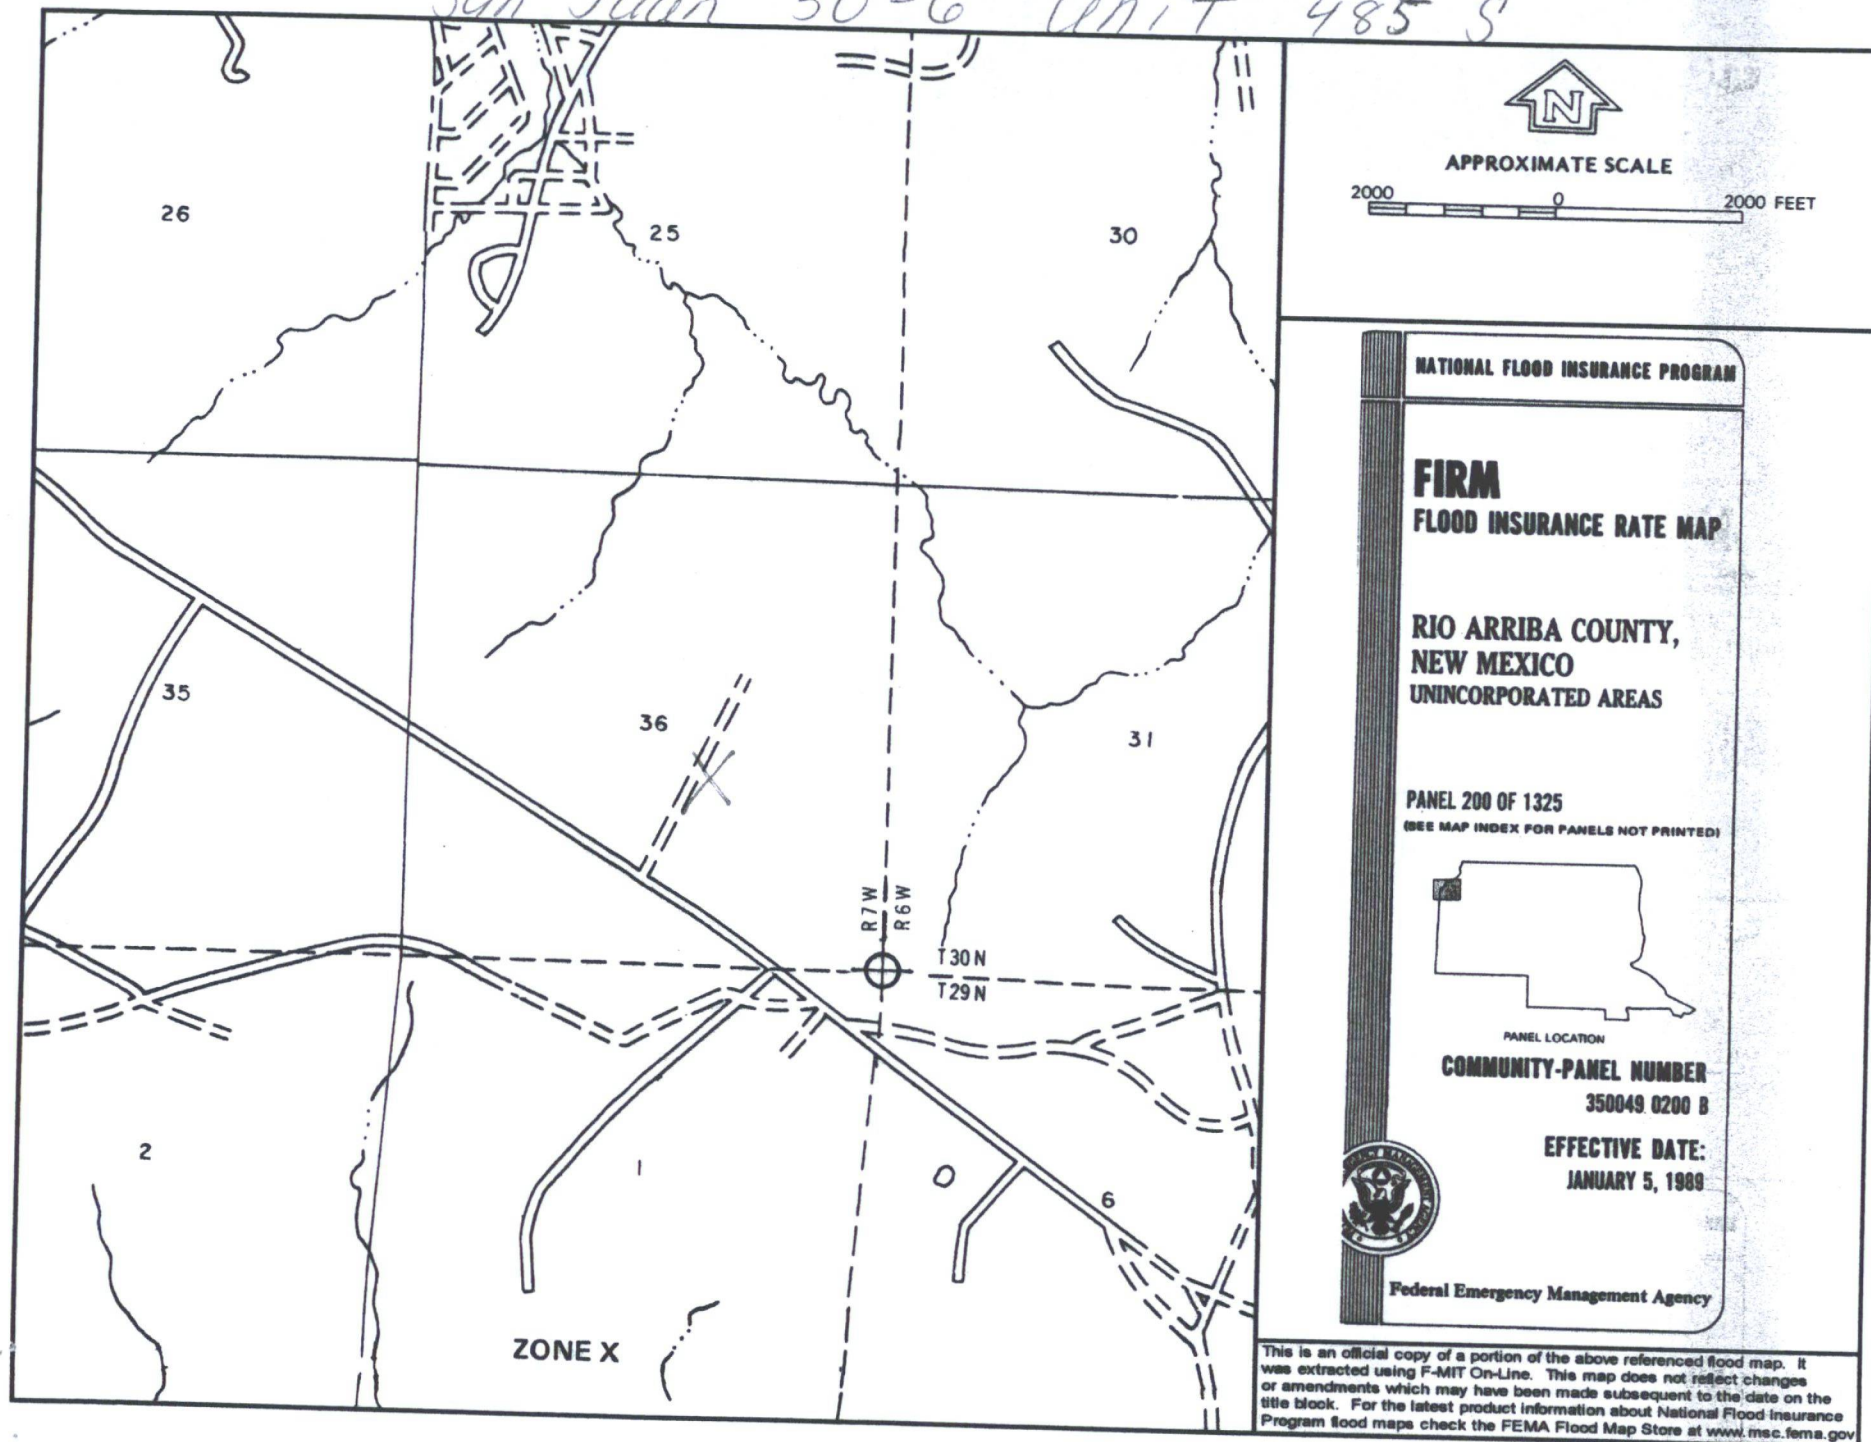 San Juan 30-6 Unit 485 S
26
25
30
35
36
31
R7W
R6W
T30N
T29N
2
1
6
ZONE X
N
APPROXIMATE SCALE
2000 0 2000 FEET
NATIONAL FLOOD INSURANCE PROGRAM
FIRM
FLOOD INSURANCE RATE MAP
RIO ARRIBA COUNTY,
NEW MEXICO
UNINCORPORATED AREAS
PANEL 200 OF 1325
(SEE MAP INDEX FOR PANELS NOT PRINTED)
PANEL LOCATION
COMMUNITY-PANEL NUMBER
350049 0200 B
EFFECTIVE DATE:
JANUARY 5, 1989
Federal Emergency Management Agency
This is an official copy of a portion of the above referenced flood map. It
was extracted using F-MIT On-Line. This map does not reflect changes
or amendments which may have been made subsequent to the date on the
title block. For the latest product information about National Flood Insurance
Program flood maps check the FEMA Flood Map Store at www.msc.fema.gov